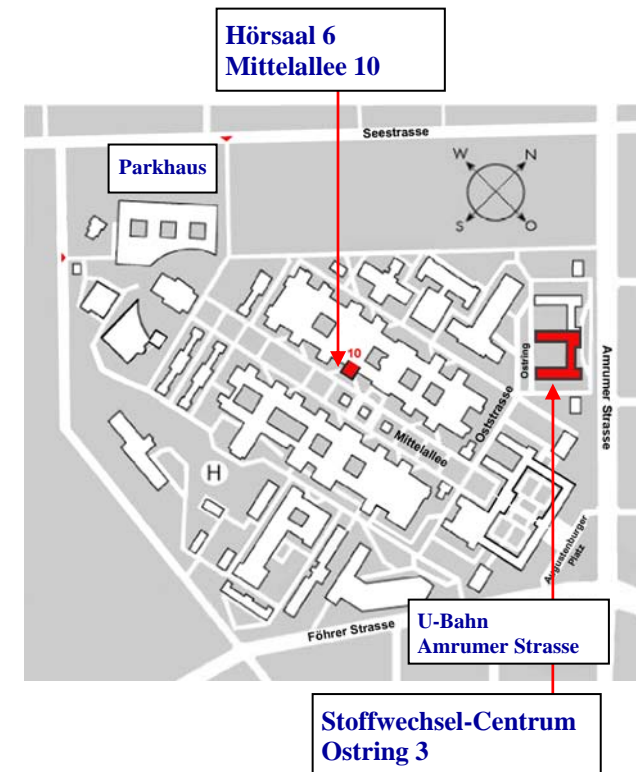 Hörsaal 6
Mittelallee 10
Seestrasse
Parkhaus
W
N
S
O
10
Ostring
Amrumer Strasse
Oststrasse
Mittelallee
H
Augustenburger
Platz
Föhrer Strasse
U-Bahn
Amrumer Strasse
Stoffwechsel-Centrum
Ostring 3